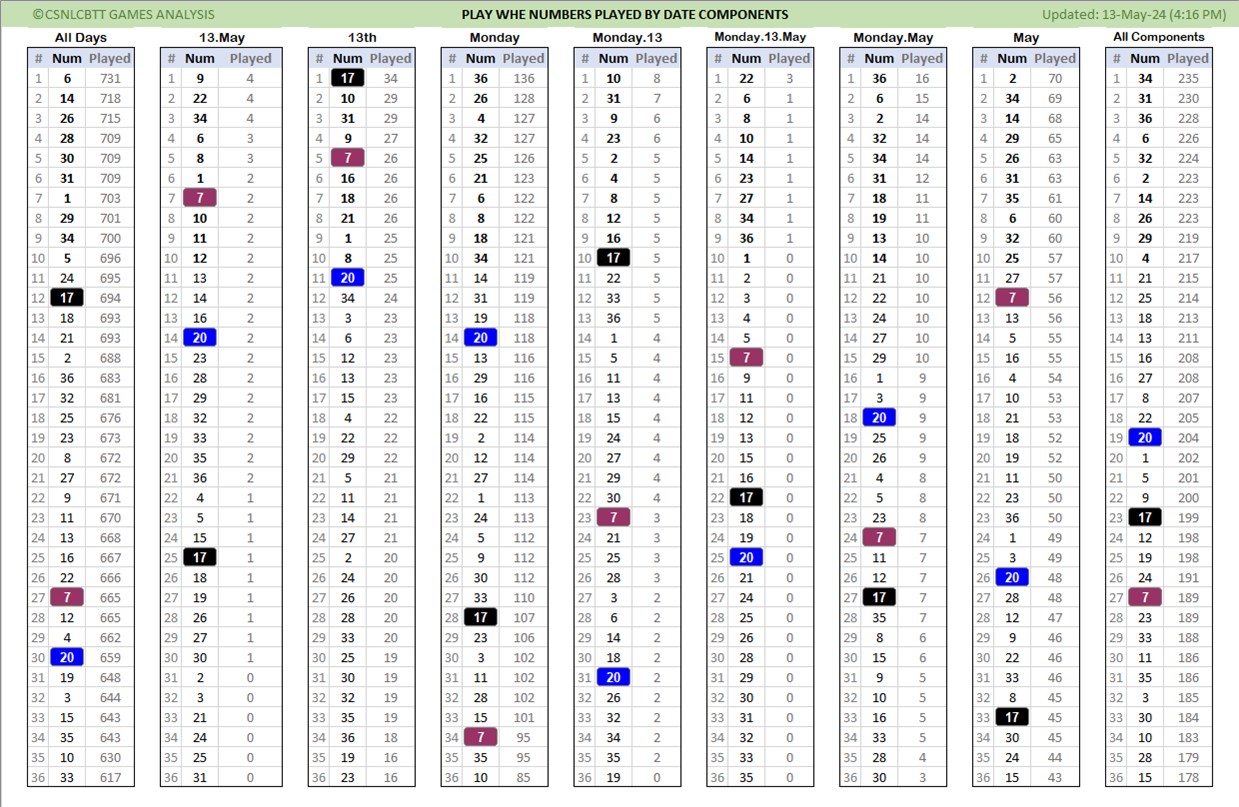 ©CSNLCBTT GAMES ANALYSIS PLAY WHE NUMBERS PLAYED BY DATE COMPONENTS Updated: 13-May-24 (4:16 PM)
All Days 13.May 13th Monday Monday.13 Monday.13.May Monday.May May All Components
# Num Played # Num Played # Num Played # Num Played # Num Played # Num Played # Num Played # Num Played # Num Played
1 6 731 1 9 4 1 17 34 1 36 136 1 10 8 1 22 3 1 36 16 1 2 70 1 34 235
2 14 718 2 22 4 2 10 29 2 26 128 2 31 7 2 6 1 2 6 15 2 34 69 2 31 230
3 26 715 3 34 4 3 31 29 3 4 127 3 9 6 3 8 1 3 2 14 3 14 68 3 36 228
4 28 709 4 6 3 4 9 27 4 32 127 4 23 6 4 10 1 4 32 14 4 29 65 4 6 226
5 30 709 5 8 3 5 7 26 5 25 126 5 2 5 5 14 1 5 34 14 5 26 63 5 32 224
6 31 709 6 1 2 6 16 26 6 21 123 6 4 5 6 23 1 6 31 12 6 31 63 6 2 223
7 1 703 7 7 2 7 18 26 7 6 122 7 8 5 7 27 1 7 18 11 7 35 61 7 14 223
8 29 701 8 10 2 8 21 26 8 8 122 8 12 5 8 34 1 8 19 11 8 6 60 8 26 223
9 34 700 9 11 2 9 1 25 9 18 121 9 16 5 9 36 1 9 13 10 9 32 60 9 29 219
10 5 696 10 12 2 10 8 25 10 34 121 10 17 5 10 1 0 10 14 10 10 25 57 10 4 217
11 24 695 11 13 2 11 20 25 11 14 119 11 22 5 11 2 0 11 21 10 11 27 57 11 21 215
12 17 694 12 14 2 12 34 24 12 31 119 12 33 5 12 3 0 12 22 10 12 7 56 12 25 214
13 18 693 13 16 2 13 3 23 13 19 118 13 36 5 13 4 0 13 24 10 13 13 56 13 18 213
14 21 693 14 20 2 14 6 23 14 20 118 14 1 4 14 5 0 14 27 10 14 5 55 14 13 211
15 2 688 15 23 2 15 12 23 15 13 116 15 5 4 15 7 0 15 29 10 15 16 55 15 16 208
16 36 683 16 28 2 16 13 23 16 29 116 16 11 4 16 9 0 16 1 9 16 4 54 16 27 208
17 32 681 17 29 2 17 15 23 17 16 115 17 13 4 17 11 0 17 3 9 17 10 53 17 8 207
18 25 676 18 32 2 18 4 22 18 22 115 18 15 4 18 12 0 18 20 9 18 21 53 18 22 205
19 23 673 19 33 2 19 22 22 19 2 114 19 24 4 19 13 0 19 25 9 19 18 52 19 20 204
20 8 672 20 35 2 20 29 22 20 12 114 20 27 4 20 15 0 20 26 9 20 19 52 20 1 202
21 27 672 21 36 2 21 5 21 21 27 114 21 29 4 21 16 0 21 4 8 21 11 50 21 5 201
22 9 671 22 4 1 22 11 21 22 1 113 22 30 4 22 17 0 22 5 8 22 23 50 22 9 200
23 11 670 23 5 1 23 14 21 23 24 113 23 7 3 23 18 0 23 23 8 23 36 50 23 17 199
24 13 668 24 15 1 24 27 21 24 5 112 24 21 3 24 19 0 24 7 7 24 1 49 24 12 198
25 16 667 25 17 1 25 2 20 25 9 112 25 25 3 25 20 0 25 11 7 25 3 49 25 19 198
26 22 666 26 18 1 26 24 20 26 30 112 26 28 3 26 21 0 26 12 7 26 20 48 26 24 191
27 7 665 27 19 1 27 26 20 27 33 110 27 3 2 27 24 0 27 17 7 27 28 48 27 7 189
28 12 665 28 26 1 28 28 20 28 17 107 28 6 2 28 25 0 28 35 7 28 12 47 28 23 189
29 4 662 29 27 1 29 33 20 29 23 106 29 14 2 29 26 0 29 8 6 29 9 46 29 33 188
30 20 659 30 30 1 30 25 19 30 3 102 30 18 2 30 28 0 30 15 6 30 22 46 30 11 186
31 19 648 31 2 0 31 30 19 31 11 102 31 20 2 31 29 0 31 9 5 31 33 46 31 35 186
32 3 644 32 3 0 32 32 19 32 28 102 32 26 2 32 30 0 32 10 5 32 8 45 32 3 185
33 15 643 33 21 0 33 35 19 33 15 101 33 32 2 33 31 0 33 16 5 33 17 45 33 30 184
34 35 643 34 24 0 34 36 18 34 7 95 34 34 2 34 32 0 34 33 5 34 30 45 34 10 183
35 10 630 35 25 0 35 19 16 35 35 95 35 35 2 35 33 0 35 28 4 35 24 44 35 28 179
36 33 617 36 31 0 36 23 16 36 10 85 36 19 0 36 35 0 36 30 3 36 15 43 36 15 178